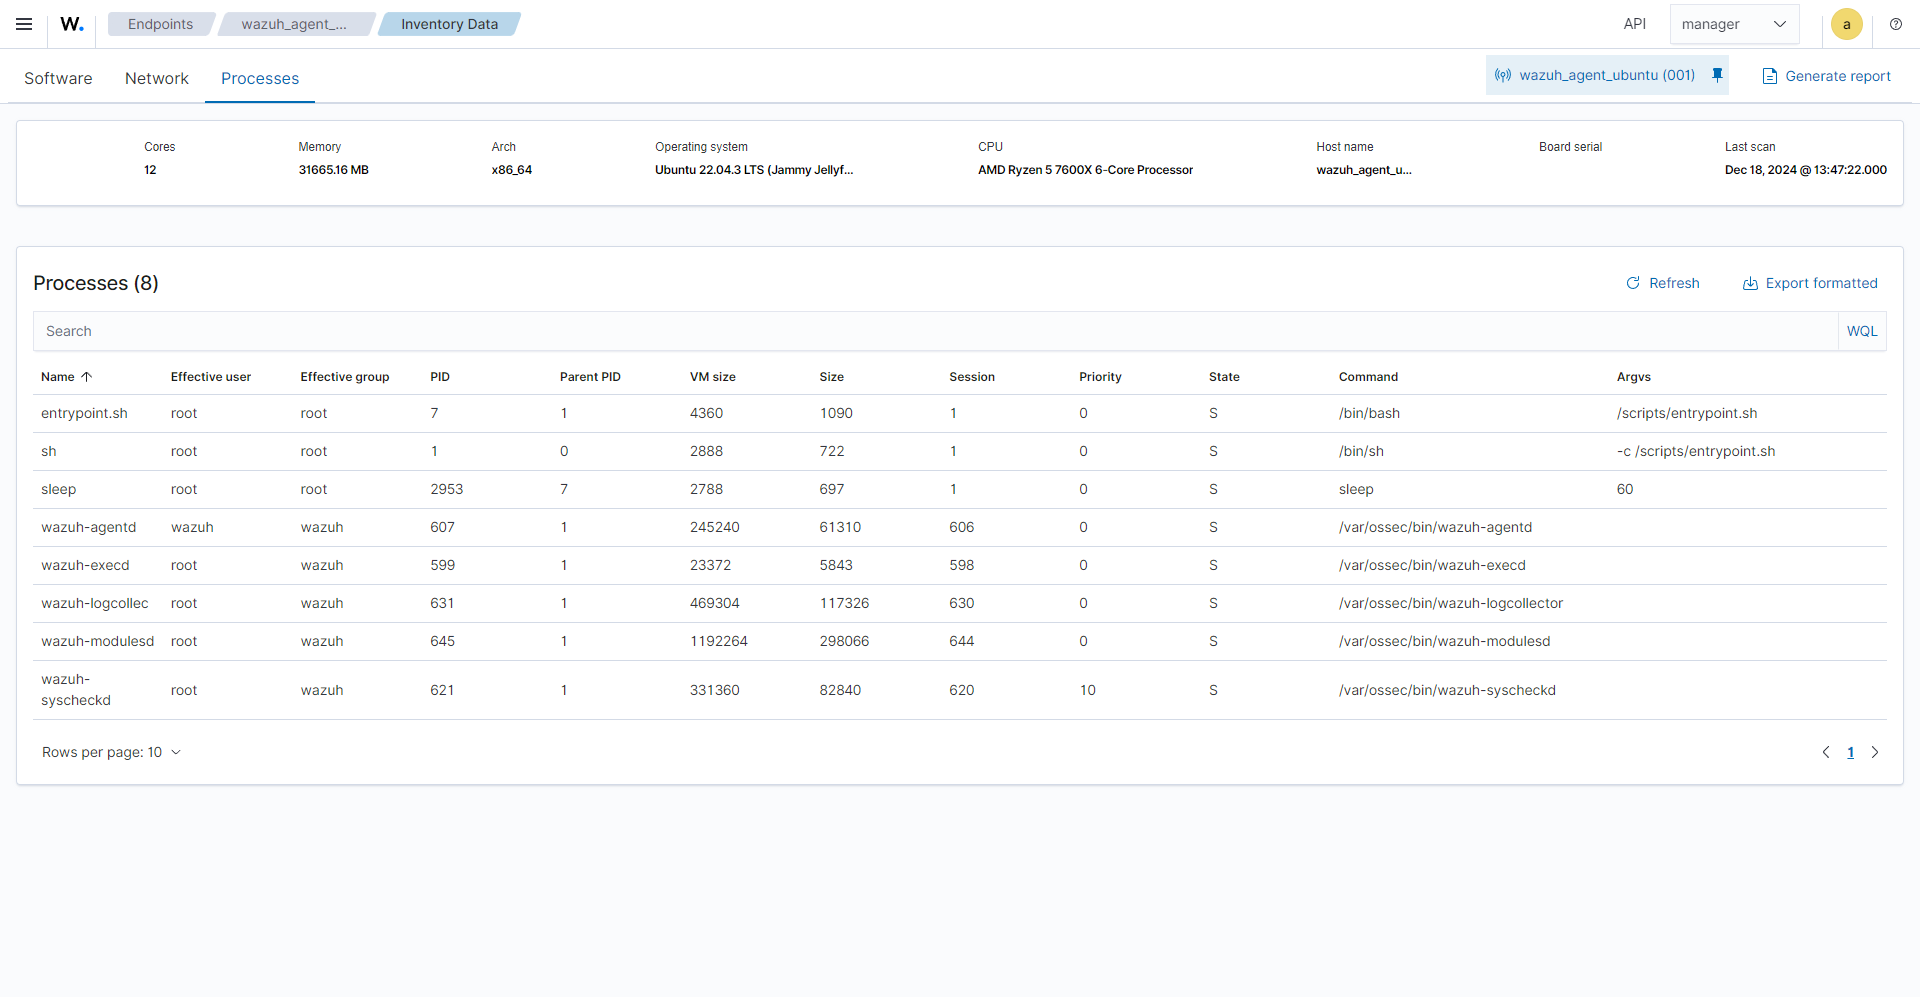 W. Endpoints wazuh_agent_... Inventory Data API manager a
Software Network Processes wazuh_agent_ubuntu (001) Generate report
Cores Memory Arch Operating system CPU Host name Board serial Last scan
12 31665.16 MB x86_64 Ubuntu 22.04.3 LTS (Jammy Jellyf... AMD Ryzen 5 7600X 6-Core Processor wazuh_agent_u... Dec 18, 2024 @ 13:47:22.000
Processes (8) Refresh Export formatted
Search WQL
Name Effective user Effective group PID Parent PID VM size Size Session Priority State Command Argvs
entrypoint.sh root root 7 1 4360 1090 1 0 S /bin/bash /scripts/entrypoint.sh
sh root root 1 0 2888 722 1 0 S /bin/sh -c /scripts/entrypoint.sh
sleep root root 2953 7 2788 697 1 0 S sleep 60
wazuh-agentd wazuh wazuh 607 1 245240 61310 606 0 S /var/ossec/bin/wazuh-agentd
wazuh-execd root wazuh 599 1 23372 5843 598 0 S /var/ossec/bin/wazuh-execd
wazuh-logcollec root wazuh 631 1 469304 117326 630 0 S /var/ossec/bin/wazuh-logcollector
wazuh-modulesd root wazuh 645 1 1192264 298066 644 0 S /var/ossec/bin/wazuh-modulesd
wazuh-
syscheckd root wazuh 621 1 331360 82840 620 10 S /var/ossec/bin/wazuh-syscheckd
Rows per page: 10 1